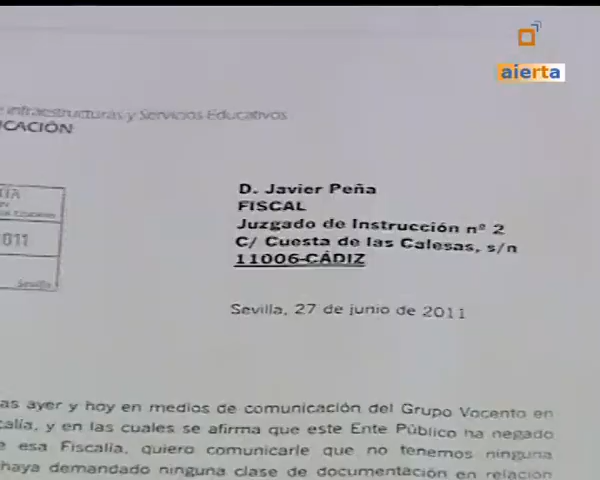 aierta
e Infraestructuras y Servicios Educativos
CACIÓN
D. Javier Peña
FISCAL
Juzgado de Instrucción nº 2
C/ Cuesta de las Calesas, s/n
11006-CÁDIZ
011
Sevilla
Sevilla, 27 de junio de 2011
as ayer y hoy en medios de comunicación del Grupo Vocento en
calía, y en las cuales se afirma que este Ente Público ha negado
e esa Fiscalía, quiero comunicarle que no tenemos ninguna
haya demandado ninguna clase de documentación en relación